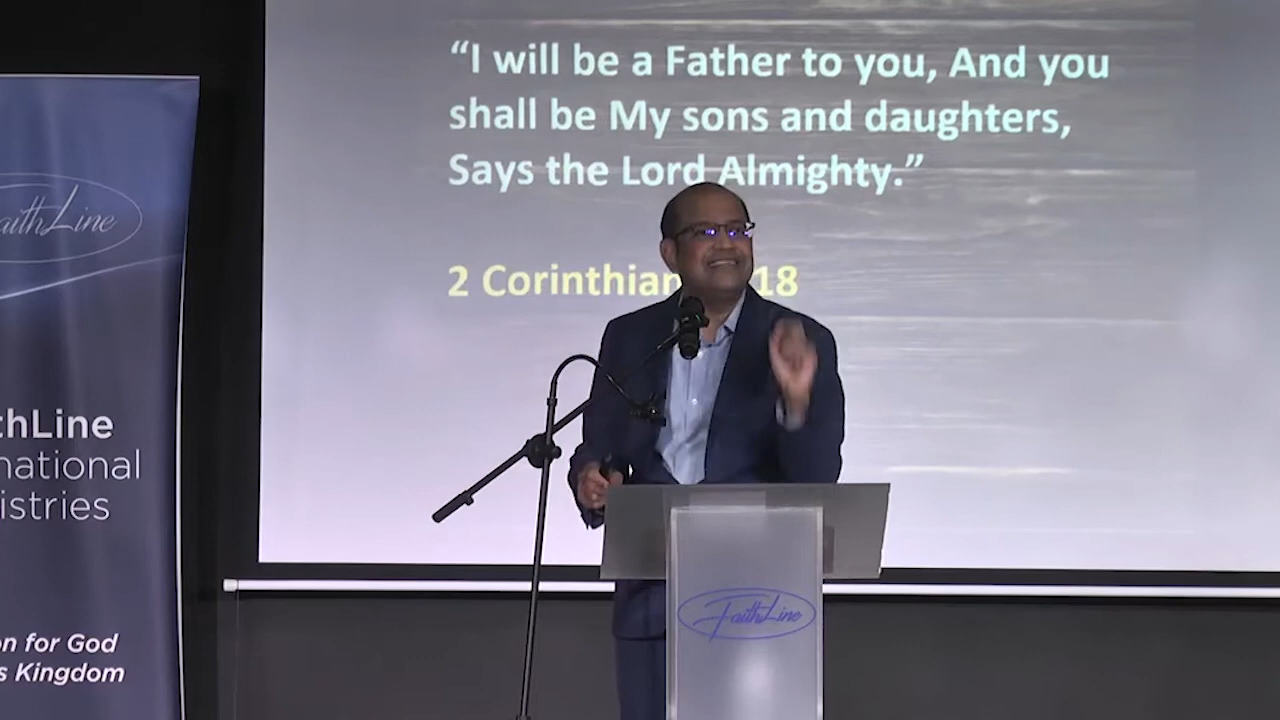 “I will be a Father to you, And you
shall be My sons and daughters,
Says the Lord Almighty.”
2 Corinthian 18
aithLine
thLine
national
istries
on for God
s Kingdom
FaithLine